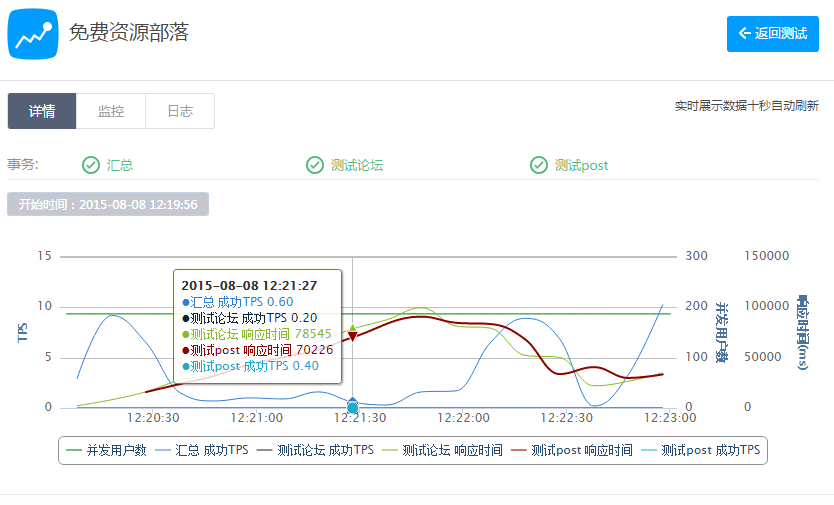 免费资源部落
返回测试
详情 监控 日志
实时展示数据十秒自动刷新
事务: 汇总 测试论坛 测试post
开始时间：2015-08-08 12:19:56
15 300 150000
10 200 100000
5 100 50000
0 0 0
TPS
并发用户数
响应时间(ms)
2015-08-08 12:21:27
●汇总 成功TPS 0.60
●测试论坛 成功TPS 0.20
●测试论坛 响应时间 78545
●测试post 响应时间 70226
●测试post 成功TPS 0.40
12:20:30 12:21:00 12:21:30 12:22:00 12:22:30 12:23:00
并发用户数 汇总 成功TPS 测试论坛 成功TPS 测试论坛 响应时间 测试post 响应时间 测试post 成功TPS